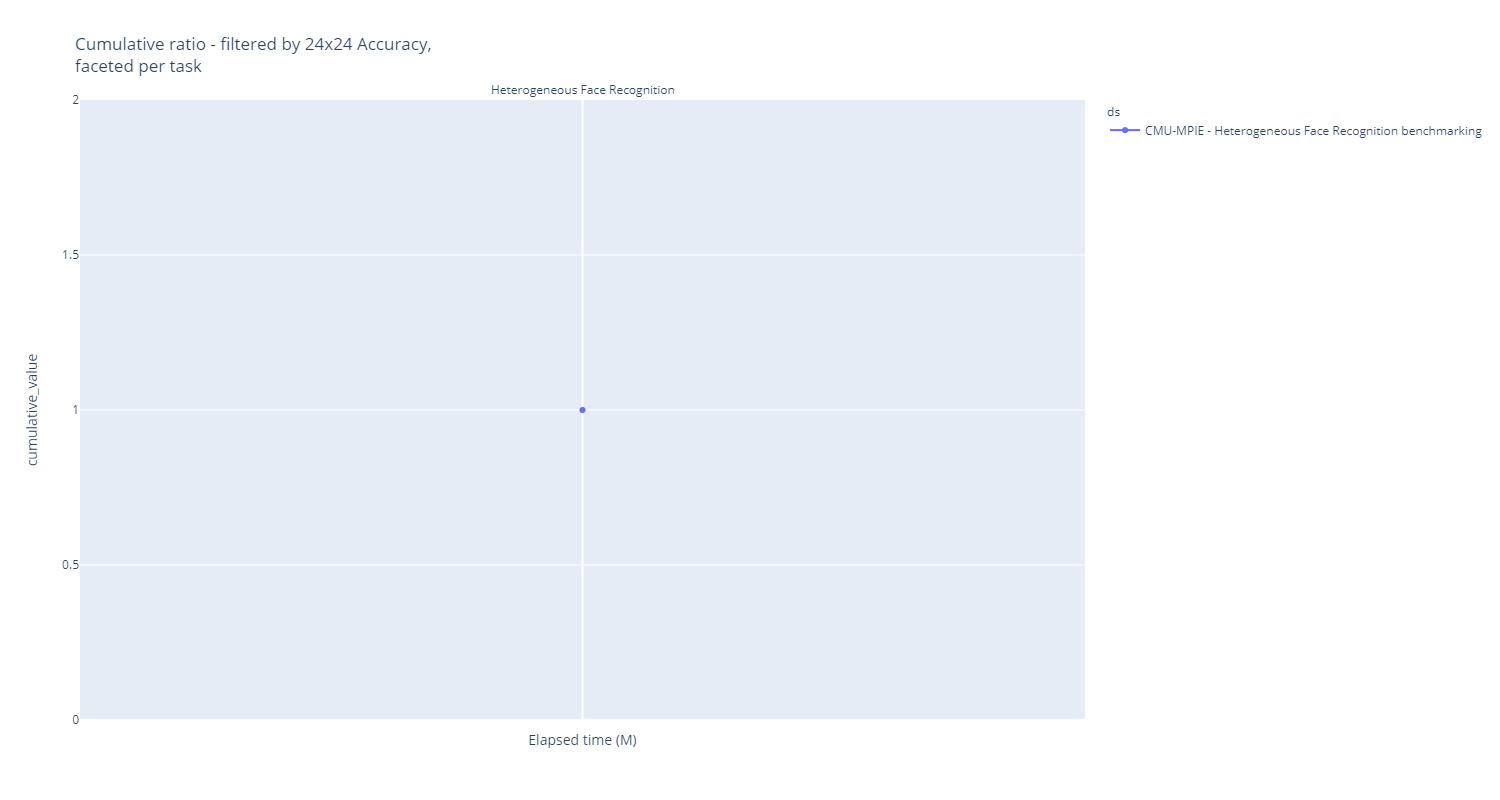 Cumulative ratio - filtered by 24x24 Accuracy,
faceted per task
Heterogeneous Face Recognition
2
1.5
1
0.5
0
cumulative_value
Elapsed time (M)
ds
CMU-MPIE - Heterogeneous Face Recognition benchmarking